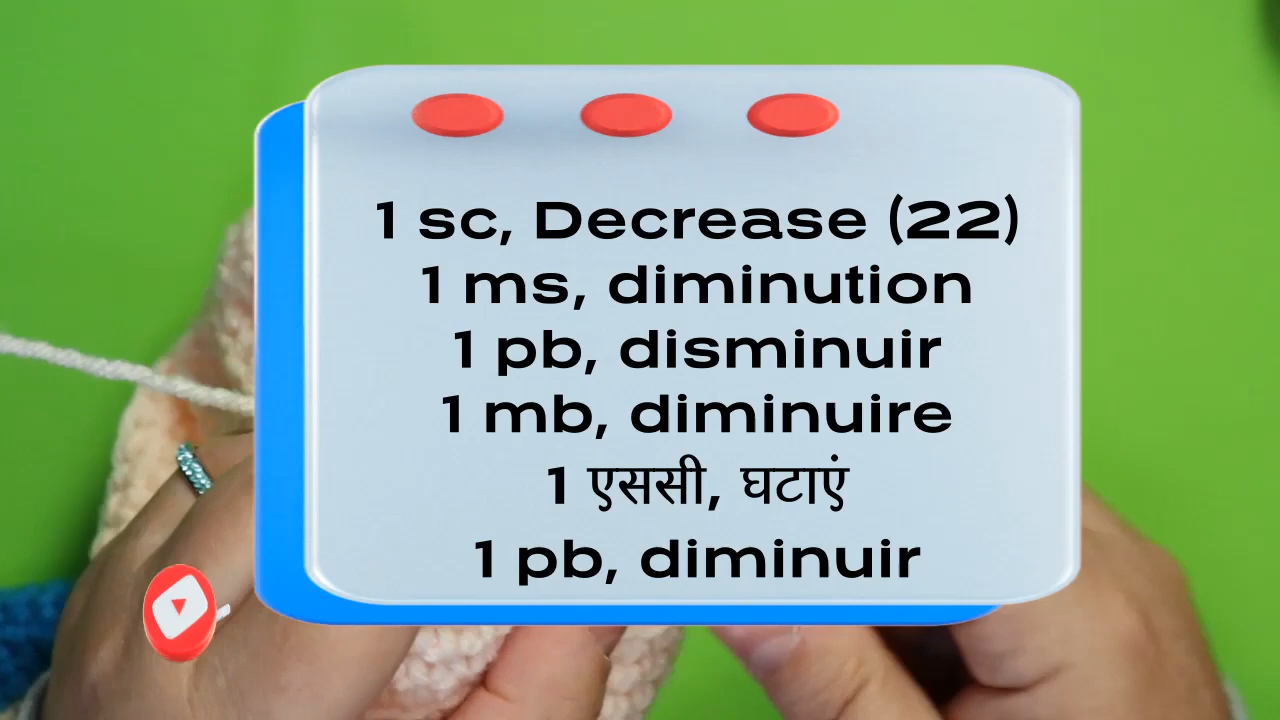 1 sc, Decrease (22)
1 ms, diminution
1 pb, disminuir
1 mb, diminuire
1 एससी, घटाएं
1 pb, diminuir